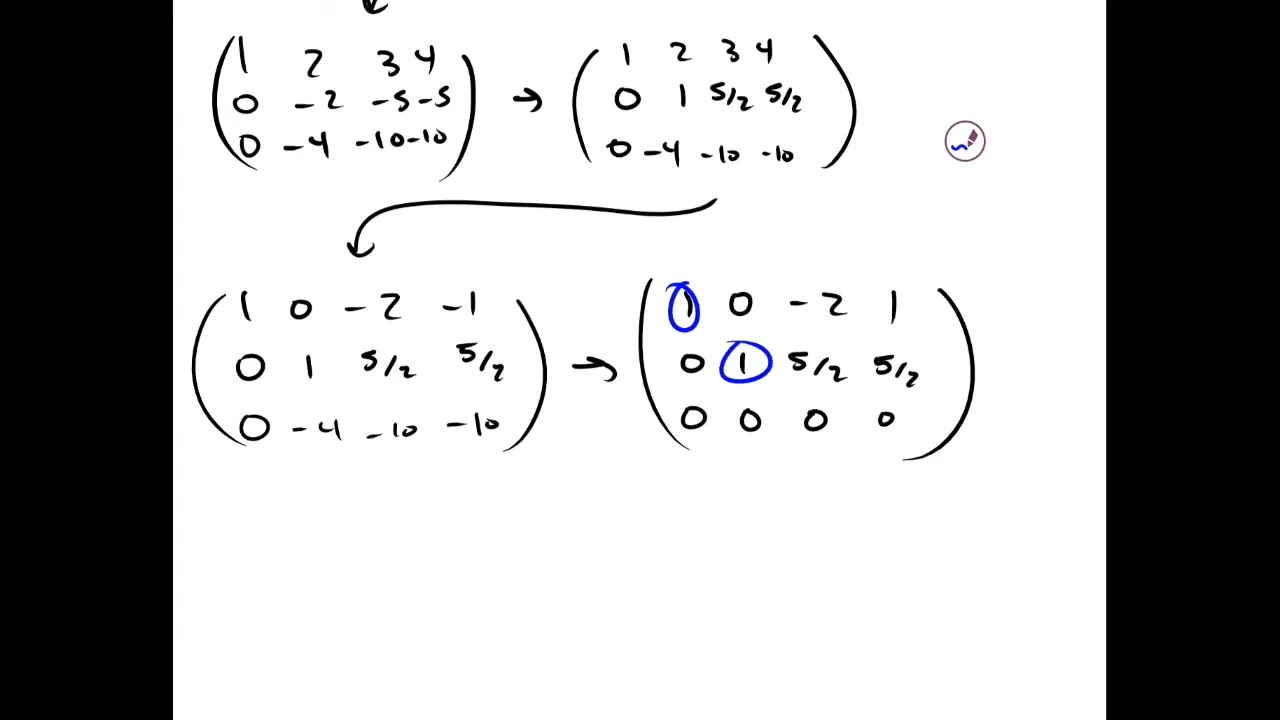 1 2 3 4 1 2 3 4
0 -2 -5 -5 → 0 1 5/2 5/2
0 -4 -10 -10 0 -4 -10 -10
1 0 -2 -1 1 0 -2 1
0 1 5/2 5/2 → 0 1 5/2 5/2
0 -4 -10 -10 0 0 0 0